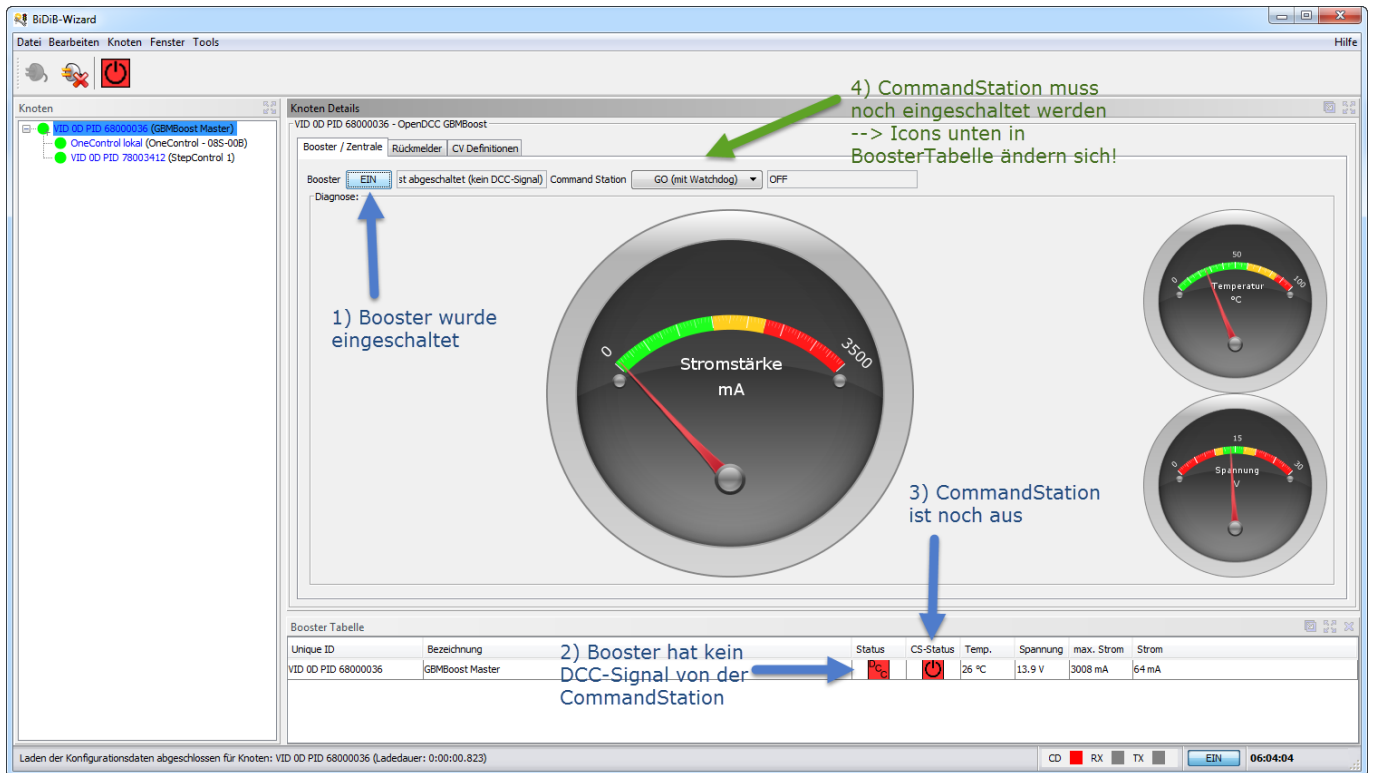 BiDiB-Wizard
Datei Bearbeiten Knoten Fenster Tools
Hilfe
Knoten
VID 0D PID 68000036 (GBMBoost Master)
OneControl lokal (OneControl - 08S-00B)
VID 0D PID 78003412 (StepControl 1)
Knoten Details
VID 0D PID 68000036 - OpenDCC GBMBoost
Booster / Zentrale
Rückmelder
CV Definitionen
Booster
EIN
st abgeschaltet (kein DCC-Signal)
Command Station
GO (mit Watchdog)
OFF
Diagnose:
4) CommandStation muss
noch eingeschaltet werden
--> Icons unten in
BoosterTabelle ändern sich!
1) Booster wurde
eingeschaltet
0
3500
Stromstärke
mA
0
50
100
Temperatur
°C
0
15
30
Spannung
V
3) CommandStation
ist noch aus
Booster Tabelle
Unique ID Bezeichnung Status CS-Status Temp. Spannung max. Strom Strom
VID 0D PID 68000036 GBMBoost Master DCC 26 °C 13.9 V 3008 mA 64 mA
2) Booster hat kein
DCC-Signal von der
CommandStation
Laden der Konfigurationsdaten abgeschlossen für Knoten: VID 0D PID 68000036 (Ladedauer: 0:00:00.823)
CD RX TX EIN 06:04:04